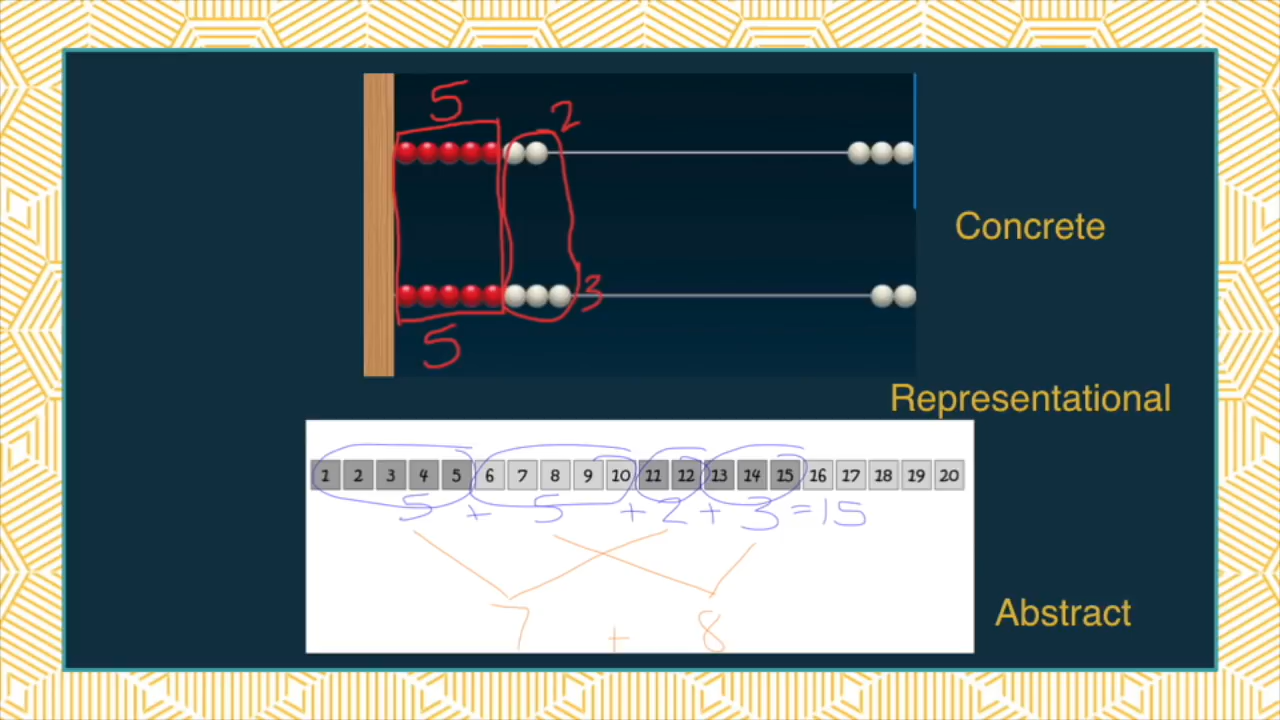 5
2
Concrete
3
5
Representational
1 2 3 4 5 6 7 8 9 10 11 12 13 14 15 16 17 18 19 20
5 + 5 + 2 + 3 = 15
7 + 8
Abstract